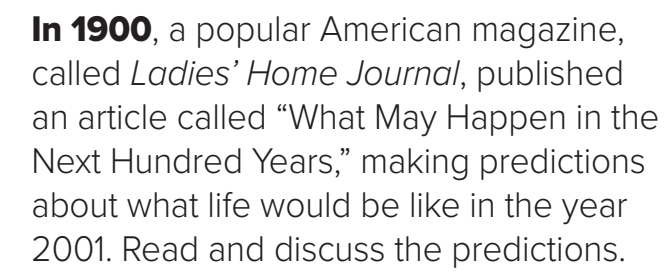 In 1900, a popular American magazine,
called Ladies’ Home Journal, published
an article called “What May Happen in the
Next Hundred Years,” making predictions
about what life would be like in the year
2001. Read and discuss the predictions.